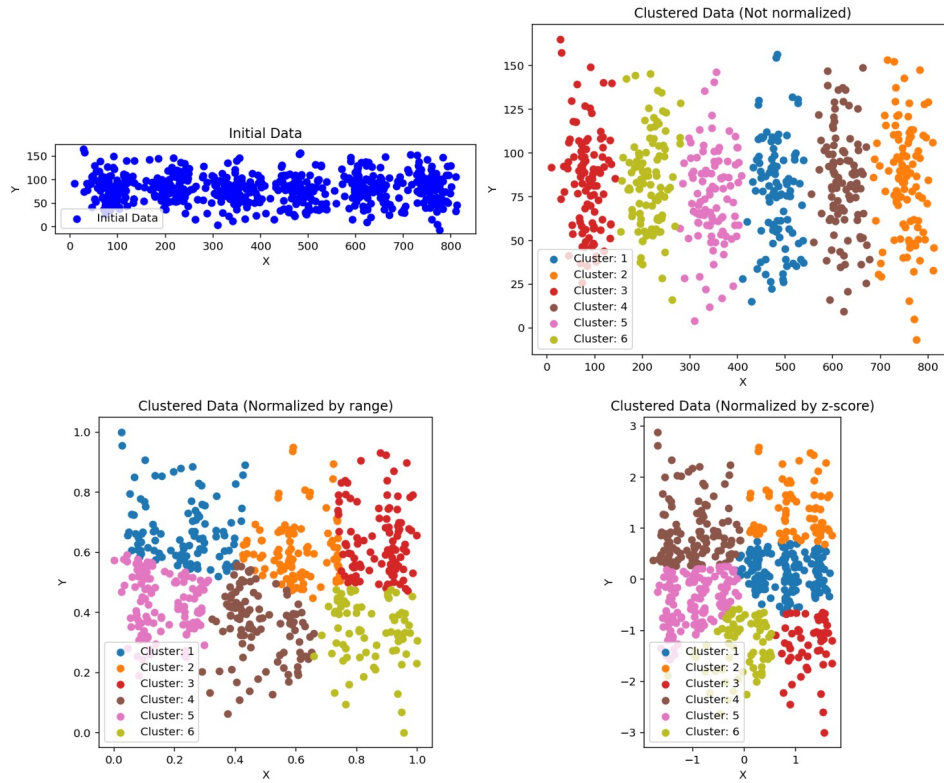 Initial Data
Y
150
100
50
0
Initial Data
0 100 200 300 400 500 600 700 800
X
Clustered Data (Not normalized)
Y
150
125
100
75
50
25
0
Cluster: 1
Cluster: 2
Cluster: 3
Cluster: 4
Cluster: 5
Cluster: 6
0 100 200 300 400 500 600 700 800
X
Clustered Data (Normalized by range)
Y
1.0
0.8
0.6
0.4
0.2
0.0
Cluster: 1
Cluster: 2
Cluster: 3
Cluster: 4
Cluster: 5
Cluster: 6
0.0 0.2 0.4 0.6 0.8 1.0
X
Clustered Data (Normalized by z-score)
Y
3
2
1
0
−1
−2
−3
Cluster: 1
Cluster: 2
Cluster: 3
Cluster: 4
Cluster: 5
Cluster: 6
−1 0 1
X